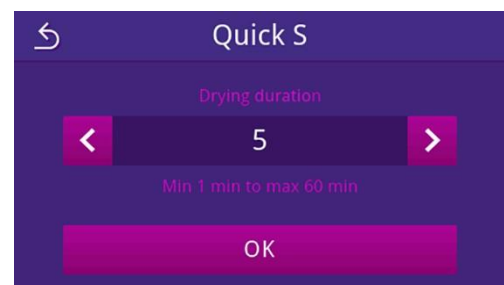 Quick S
Drying duration
5
Min 1 min to max 60 min
OK